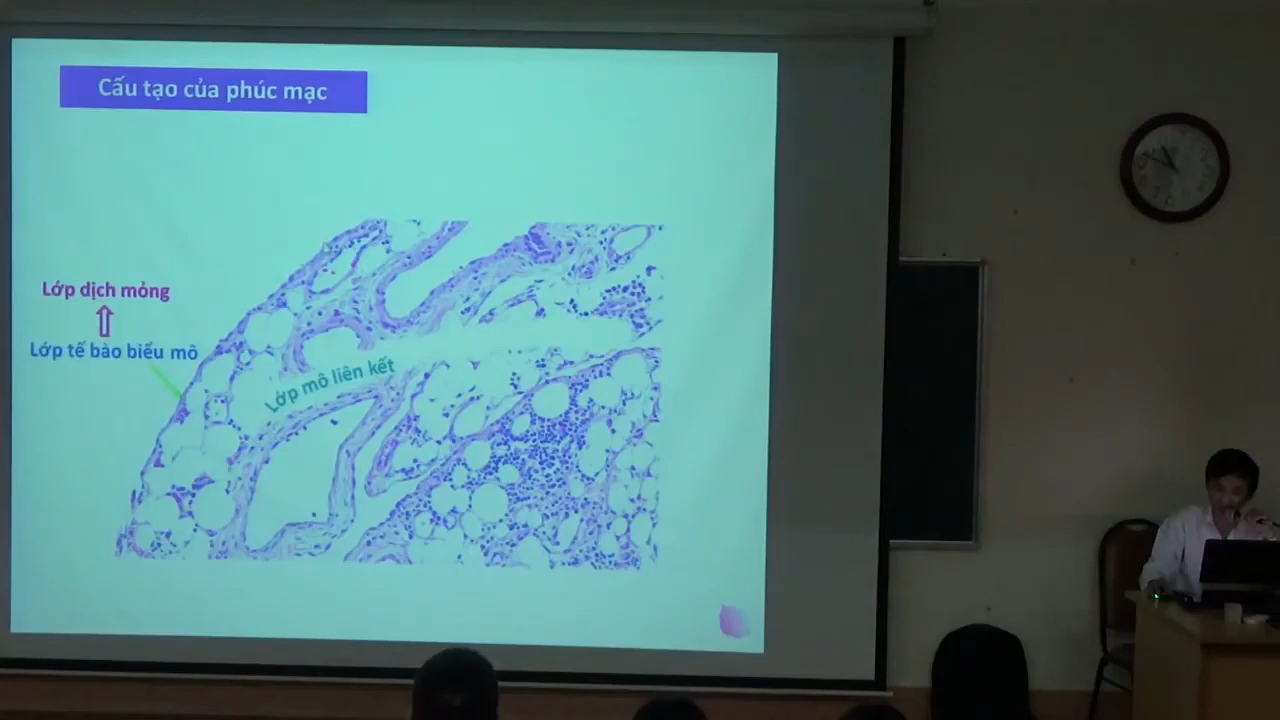 Cấu tạo của phúc mạc
Lớp dịch mỏng
Lớp tế bào biểu mô
Lớp mô liên kết